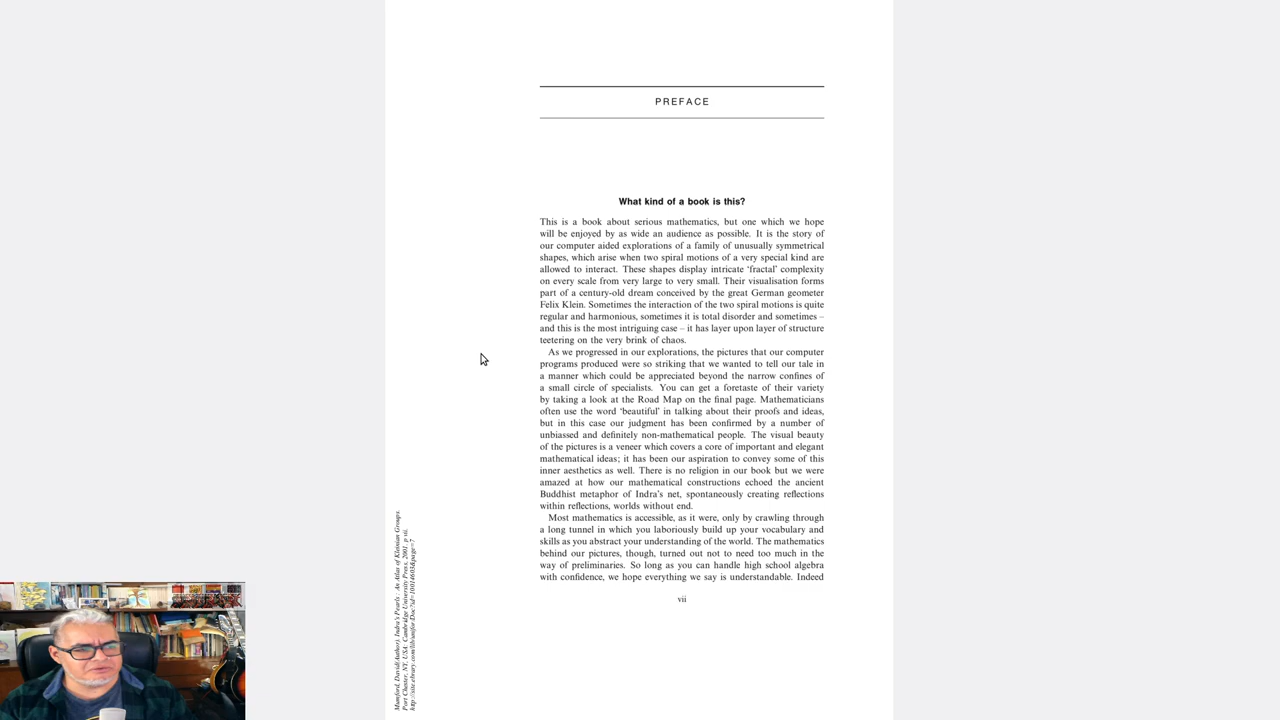 PREFACE
What kind of a book is this?
This is a book about serious mathematics, but one which we hope
will be enjoyed by as wide an audience as possible. It is the story of
our computer aided explorations of a family of unusually symmetrical
shapes, which arise when two spiral motions of a very special kind are
allowed to interact. These shapes display intricate ‘fractal’ complexity
on every scale from very large to very small. Their visualisation forms
part of a century-old dream conceived by the great German geometer
Felix Klein. Sometimes the interaction of the two spiral motions is quite
regular and harmonious, sometimes it is total disorder and sometimes –
and this is the most intriguing case – it has layer upon layer of structure
teetering on the very brink of chaos.
As we progressed in our explorations, the pictures that our computer
programs produced were so striking that we wanted to tell our tale in
a manner which could be appreciated beyond the narrow confines of
a small circle of specialists. You can get a foretaste of their variety
by taking a look at the Road Map on the final page. Mathematicians
often use the word ‘beautiful’ in talking about their proofs and ideas,
but in this case our judgment has been confirmed by a number of
unbiassed and definitely non-mathematical people. The visual beauty
of the pictures is a veneer which covers a core of important and elegant
mathematical ideas; it has been our aspiration to convey some of this
inner aesthetics as well. There is no religion in our book but we were
amazed at how our mathematical constructions echoed the ancient
Buddhist metaphor of Indra's net, spontaneously creating reflections
within reflections, worlds without end.
Most mathematics is accessible, as it were, only by crawling through
a long tunnel in which you laboriously build up your vocabulary and
skills as you abstract your understanding of the world. The mathematics
behind our pictures, though, turned out not to need too much in the
way of preliminaries. So long as you can handle high school algebra
with confidence, we hope everything we say is understandable. Indeed
vii
Mumford, David(Author). Indra's Pearls : An Atlas of Kleinian Groups.
Port Chester, NY, USA: Cambridge University Press, 2001. p vii.